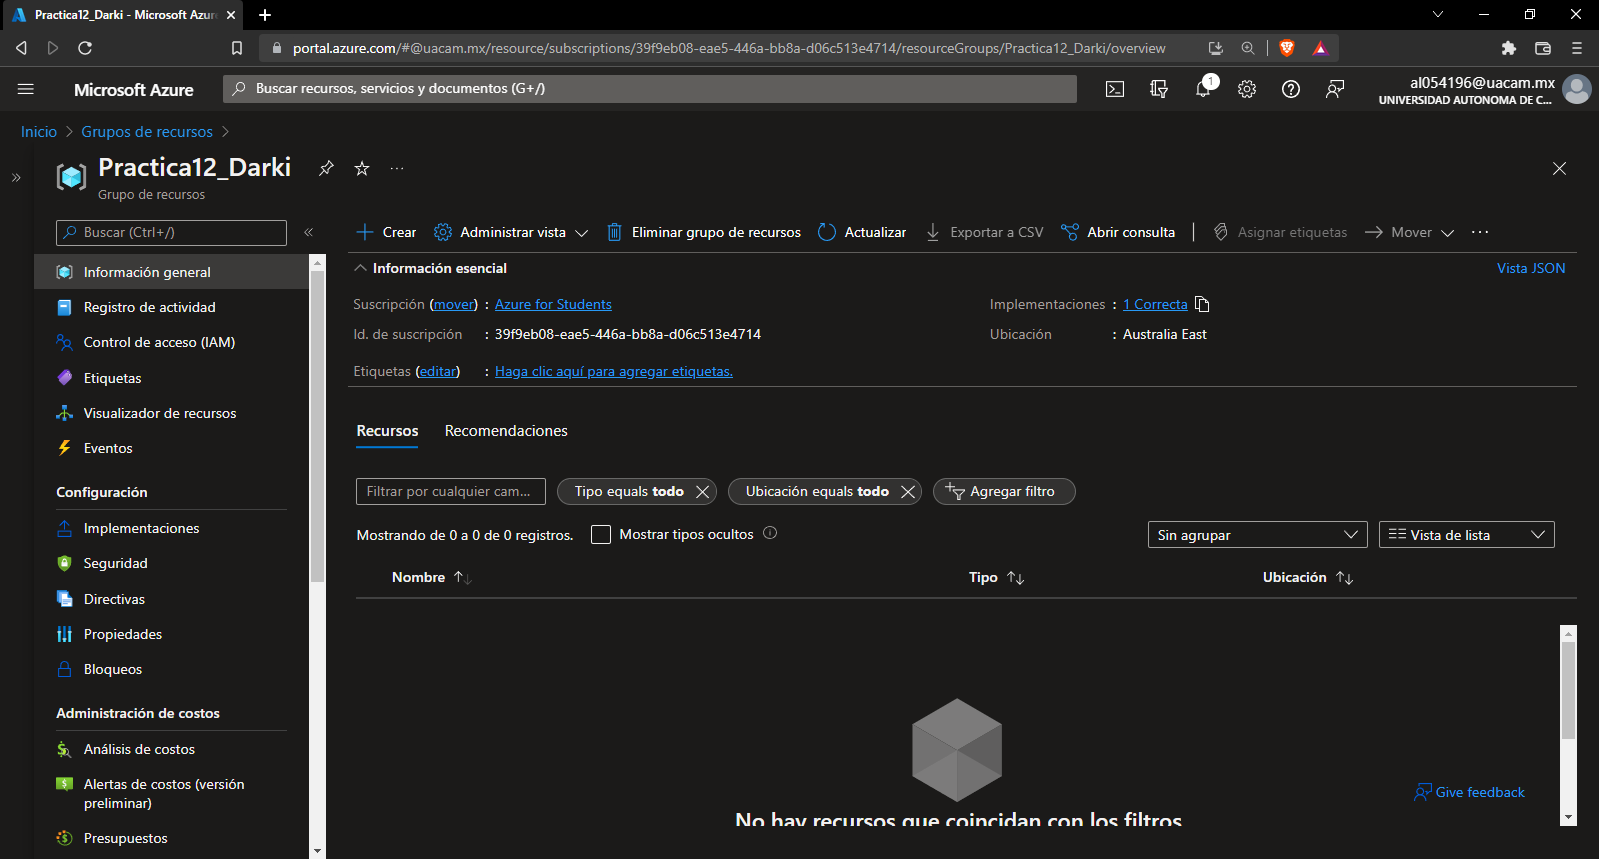 Practica12_Darki - Microsoft Azur
portal.azure.com/#@uacam.mx/resource/subscriptions/39f9eb08-eae5-446a-bb8a-d06c513e4714/resourceGroups/Practica12_Darki/overview
Microsoft Azure
Buscar recursos, servicios y documentos (G+/)
1
al054196@uacam.mx
UNIVERSIDAD AUTONOMA DE C...
Inicio > Grupos de recursos >
Practica12_Darki
Grupo de recursos
Buscar (Ctrl+/)
Información general
Registro de actividad
Control de acceso (IAM)
Etiquetas
Visualizador de recursos
Eventos
Configuración
Implementaciones
Seguridad
Directivas
Propiedades
Bloqueos
Administración de costos
Análisis de costos
Alertas de costos (versión
preliminar)
Presupuestos
Crear Administrar vista Eliminar grupo de recursos Actualizar Exportar a CSV Abrir consulta Asignar etiquetas Mover ...
Información esencial
Vista JSON
Suscripción (mover) : Azure for Students
Implementaciones : 1 Correcta
Id. de suscripción : 39f9eb08-eae5-446a-bb8a-d06c513e4714
Ubicación : Australia East
Etiquetas (editar) : Haga clic aquí para agregar etiquetas.
Recursos Recomendaciones
Filtrar por cualquier cam... Tipo equals todo Ubicación equals todo Agregar filtro
Mostrando de 0 a 0 de 0 registros. Mostrar tipos ocultos
Sin agrupar Vista de lista
Nombre Tipo Ubicación
Give feedback
No hay recursos que coincidan con los filtros